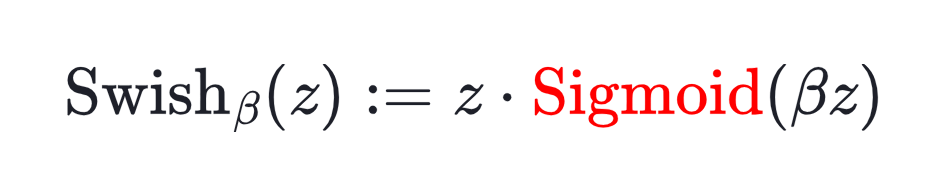 Swish_β(z) := z · Sigmoid(βz)